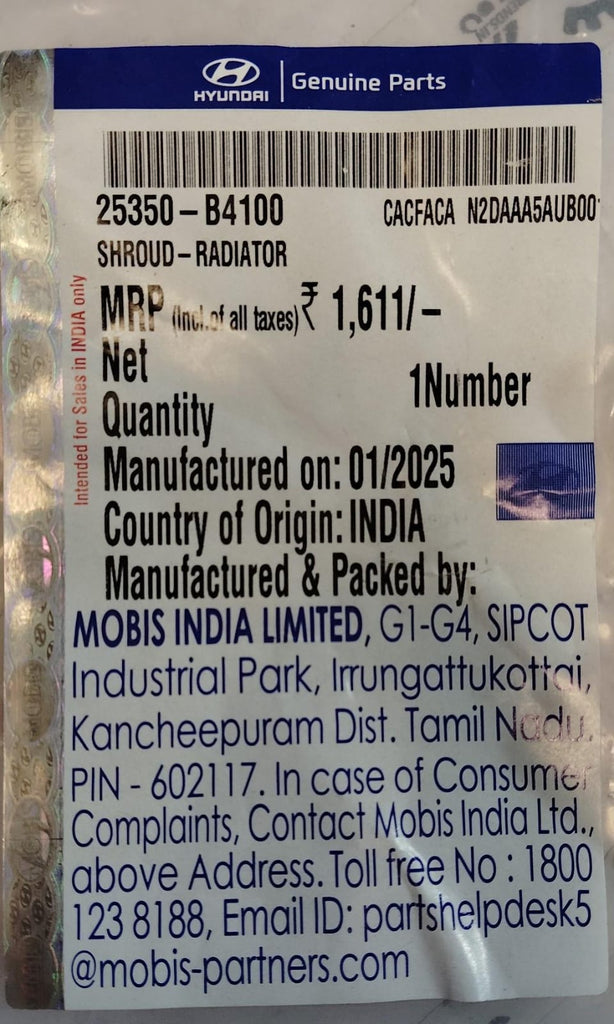 HYUNDAI | Genuine Parts
25350-B4100 CACFACA N2DAAA5AUB00
SHROUD-RADIATOR
MRP (Incl.of all taxes) ₹ 1,611/-
Net
Quantity 1Number
Manufactured on: 01/2025
Country of Origin: INDIA
Manufactured & Packed by:
MOBIS INDIA LIMITED, G1-G4, SIPCOT
Industrial Park, Irrungattukottai,
Kancheepuram Dist. Tamil Nadu.
PIN - 602117. In case of Consumer
Complaints, Contact Mobis India Ltd.,
above Address. Toll free No : 1800
123 8188, Email ID: partshelpdesk5
@mobis-partners.com
Intended for Sales in INDIA only